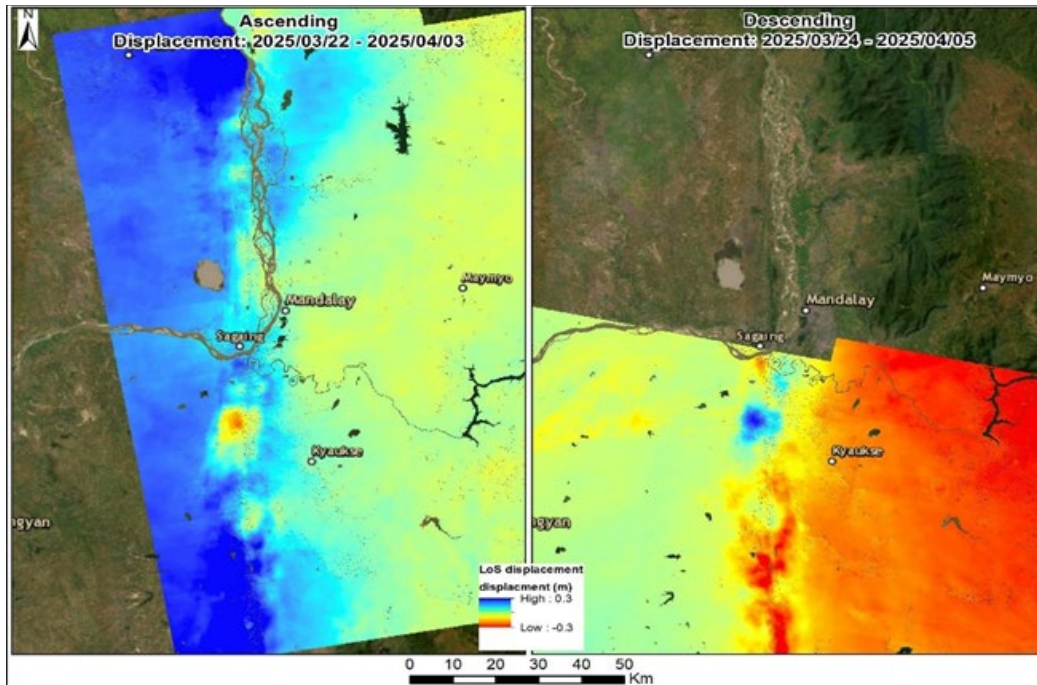 N
Ascending
Displacement: 2025/03/22 - 2025/04/03
Maymyo
Mandalay
Sagaing
Kyaukse
ngyan
Descending
Displacement: 2025/03/24 - 2025/04/05
Maymyo
Mandalay
Sagaing
Kyaukse
ngyan
LoS displacement
displacment (m)
High : 0.3
Low : -0.3
0 10 20 30 40 50
Km